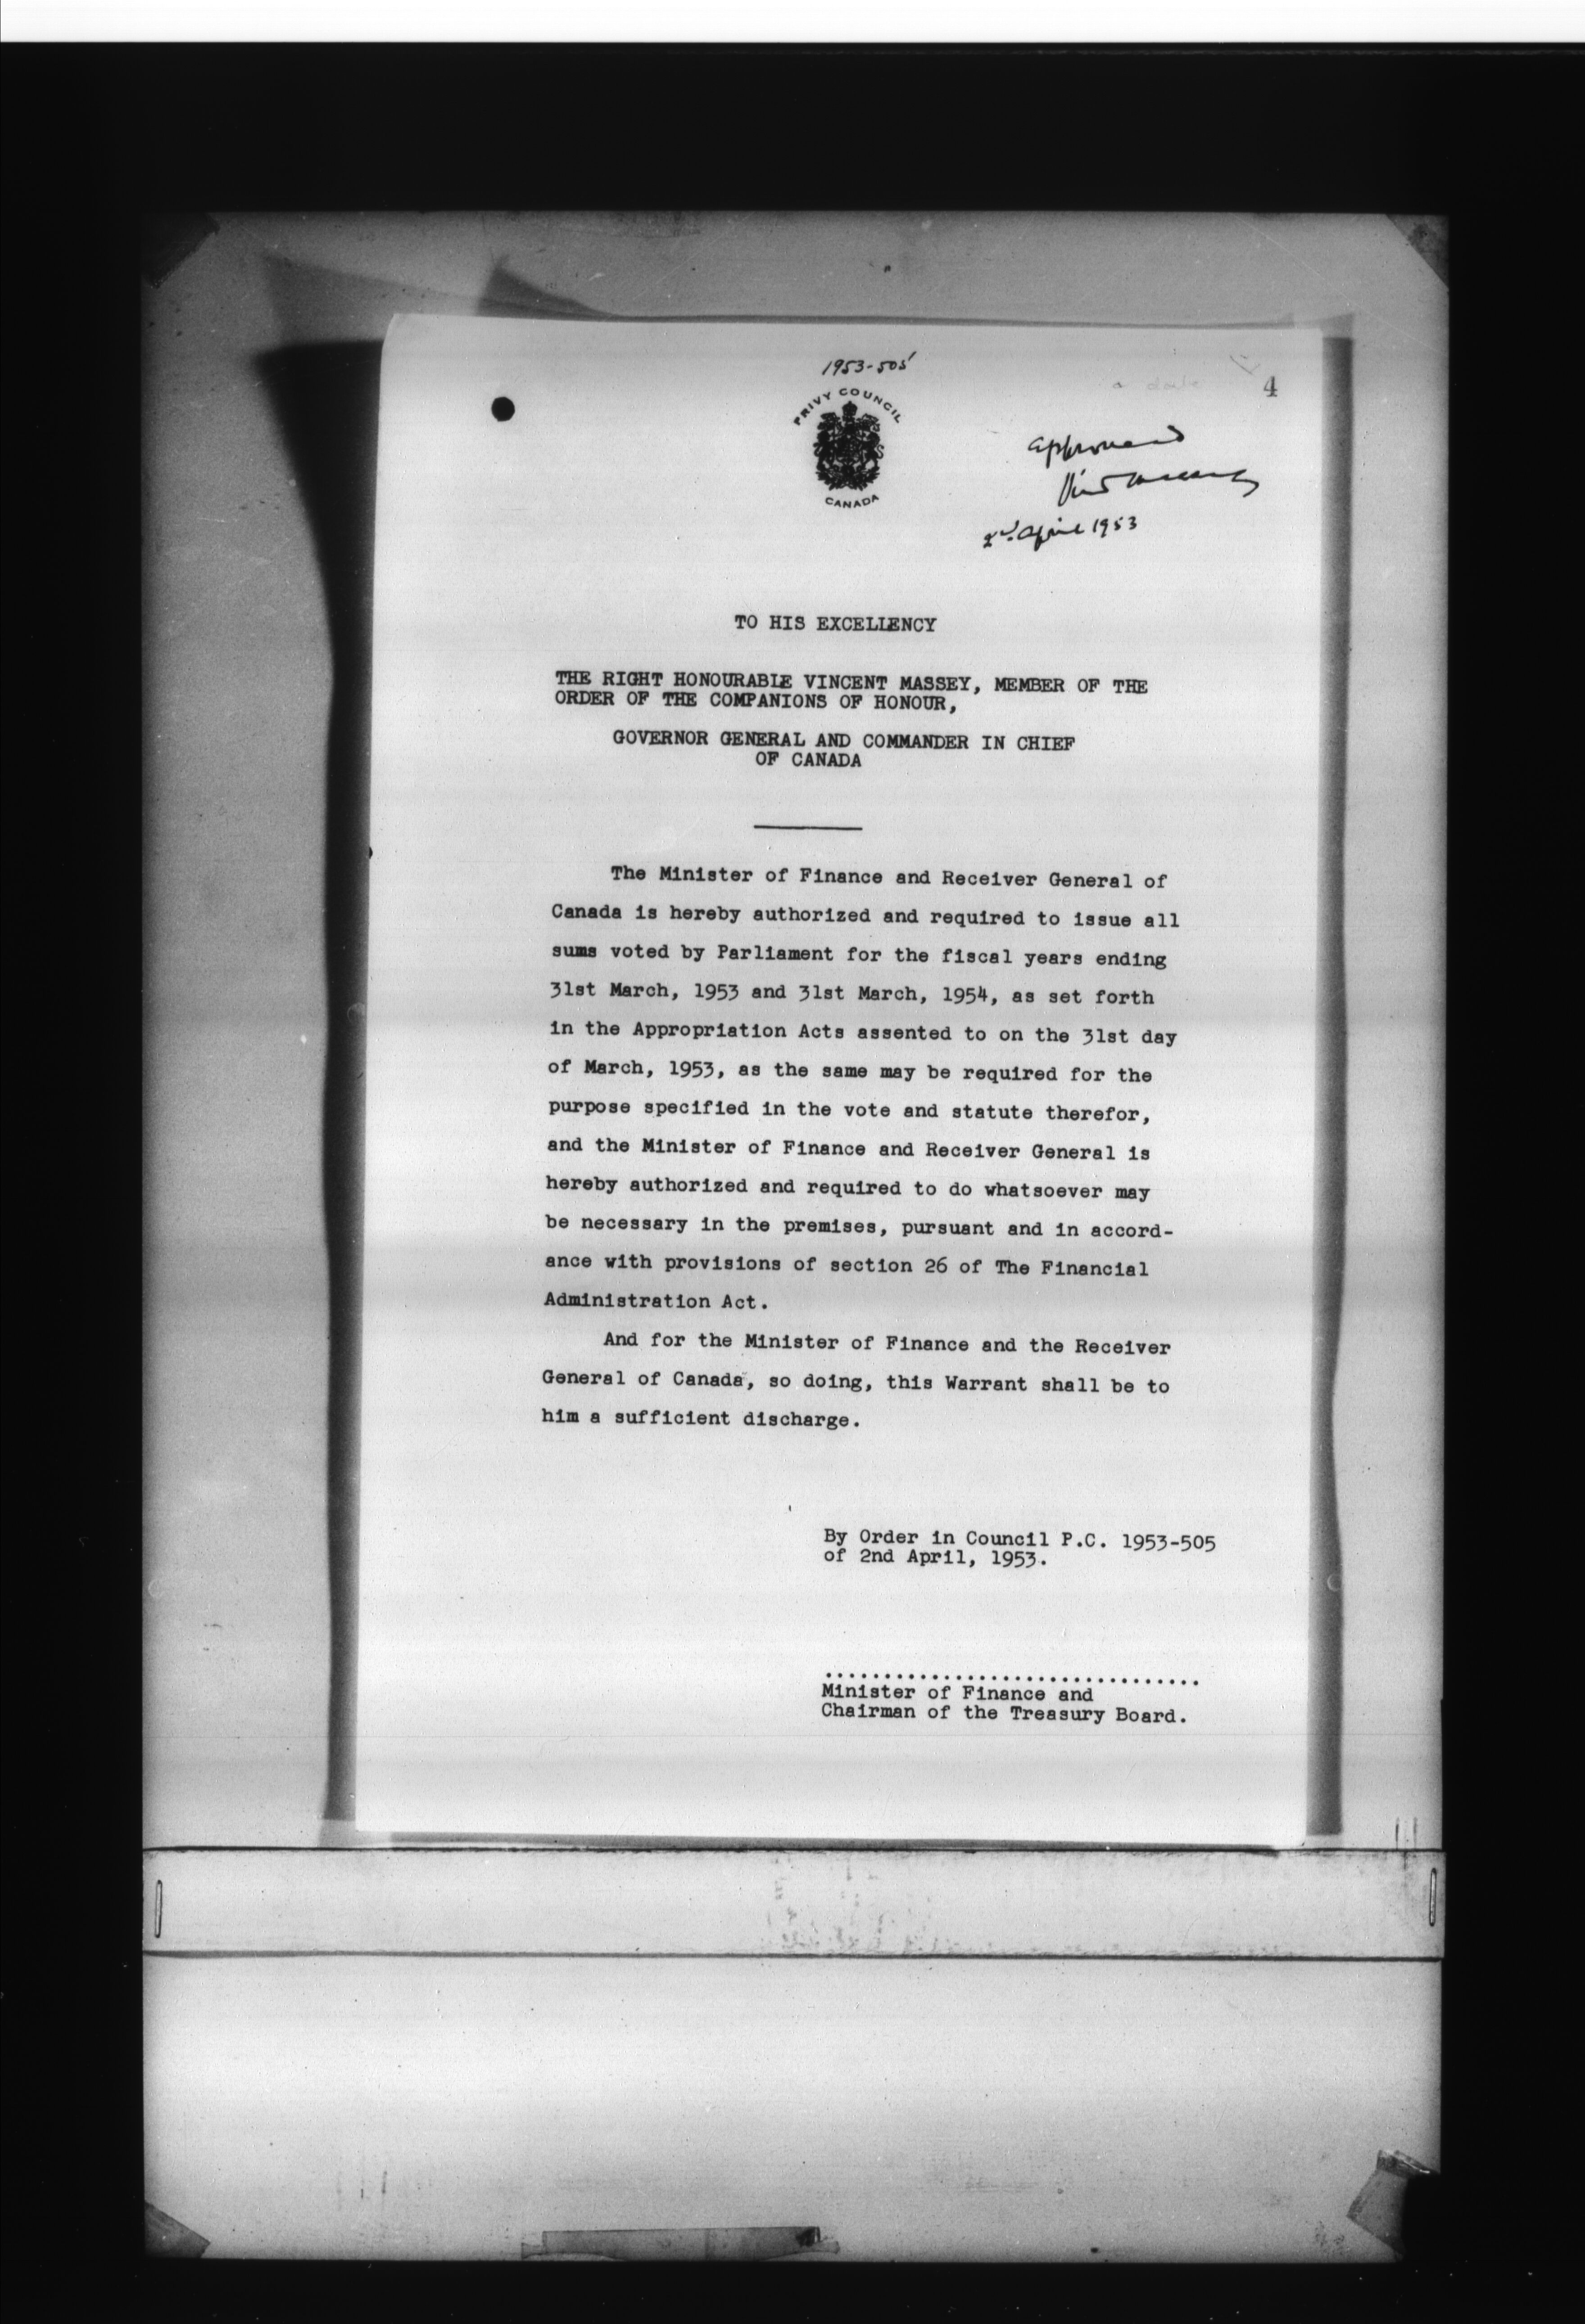 1953-505
4
PRIVY COUNCIL
CANADA
approved
Vincent Massey
2nd. april 1953
TO HIS EXCELLENCY
THE RIGHT HONOURABLE VINCENT MASSEY, MEMBER OF THE
ORDER OF THE COMPANIONS OF HONOUR,
GOVERNOR GENERAL AND COMMANDER IN CHIEF
OF CANADA
The Minister of Finance and Receiver General of
Canada is hereby authorized and required to issue all
sums voted by Parliament for the fiscal years ending
31st March, 1953 and 31st March, 1954, as set forth
in the Appropriation Acts assented to on the 31st day
of March, 1953, as the same may be required for the
purpose specified in the vote and statute therefor,
and the Minister of Finance and Receiver General is
hereby authorized and required to do whatsoever may
be necessary in the premises, pursuant and in accord-
ance with provisions of section 26 of The Financial
Administration Act.
And for the Minister of Finance and the Receiver
General of Canada, so doing, this Warrant shall be to
him a sufficient discharge.
By Order in Council P.C. 1953-505
of 2nd April, 1953.
................................
Minister of Finance and
Chairman of the Treasury Board.